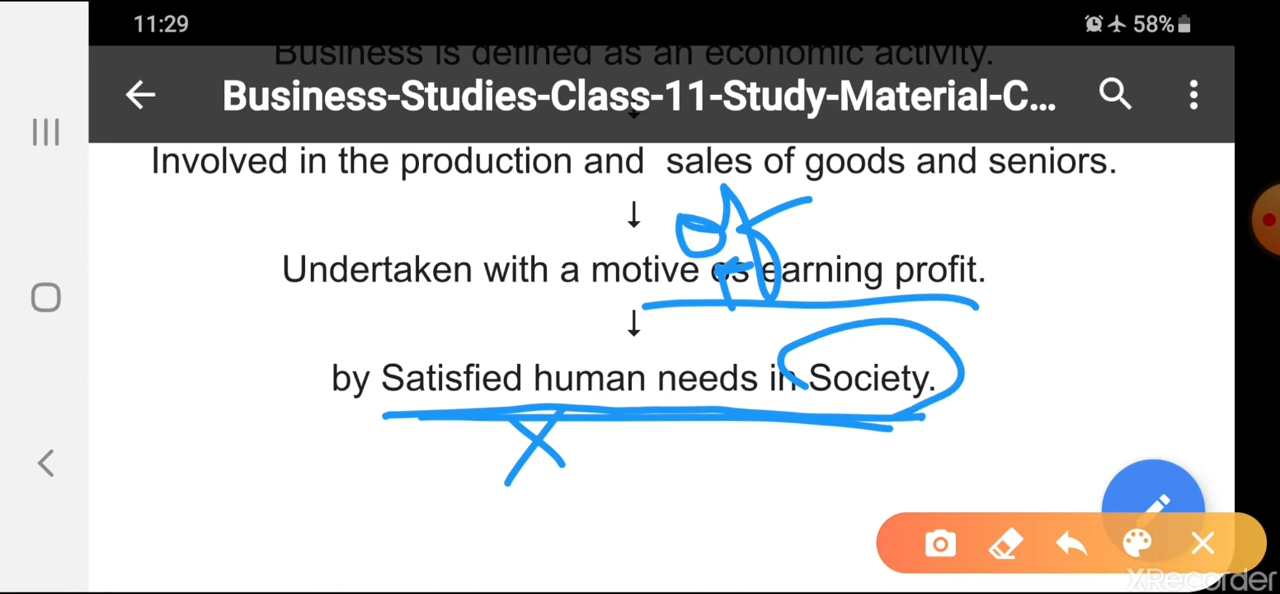 11:29
58%
Business is defined as an economic activity.
Business-Studies-Class-11-Study-Material-C...
Involved in the production and sales of goods and seniors.
↓
of
Undertaken with a motive os earning profit.
↓
by Satisfied human needs in Society.
XRecorder